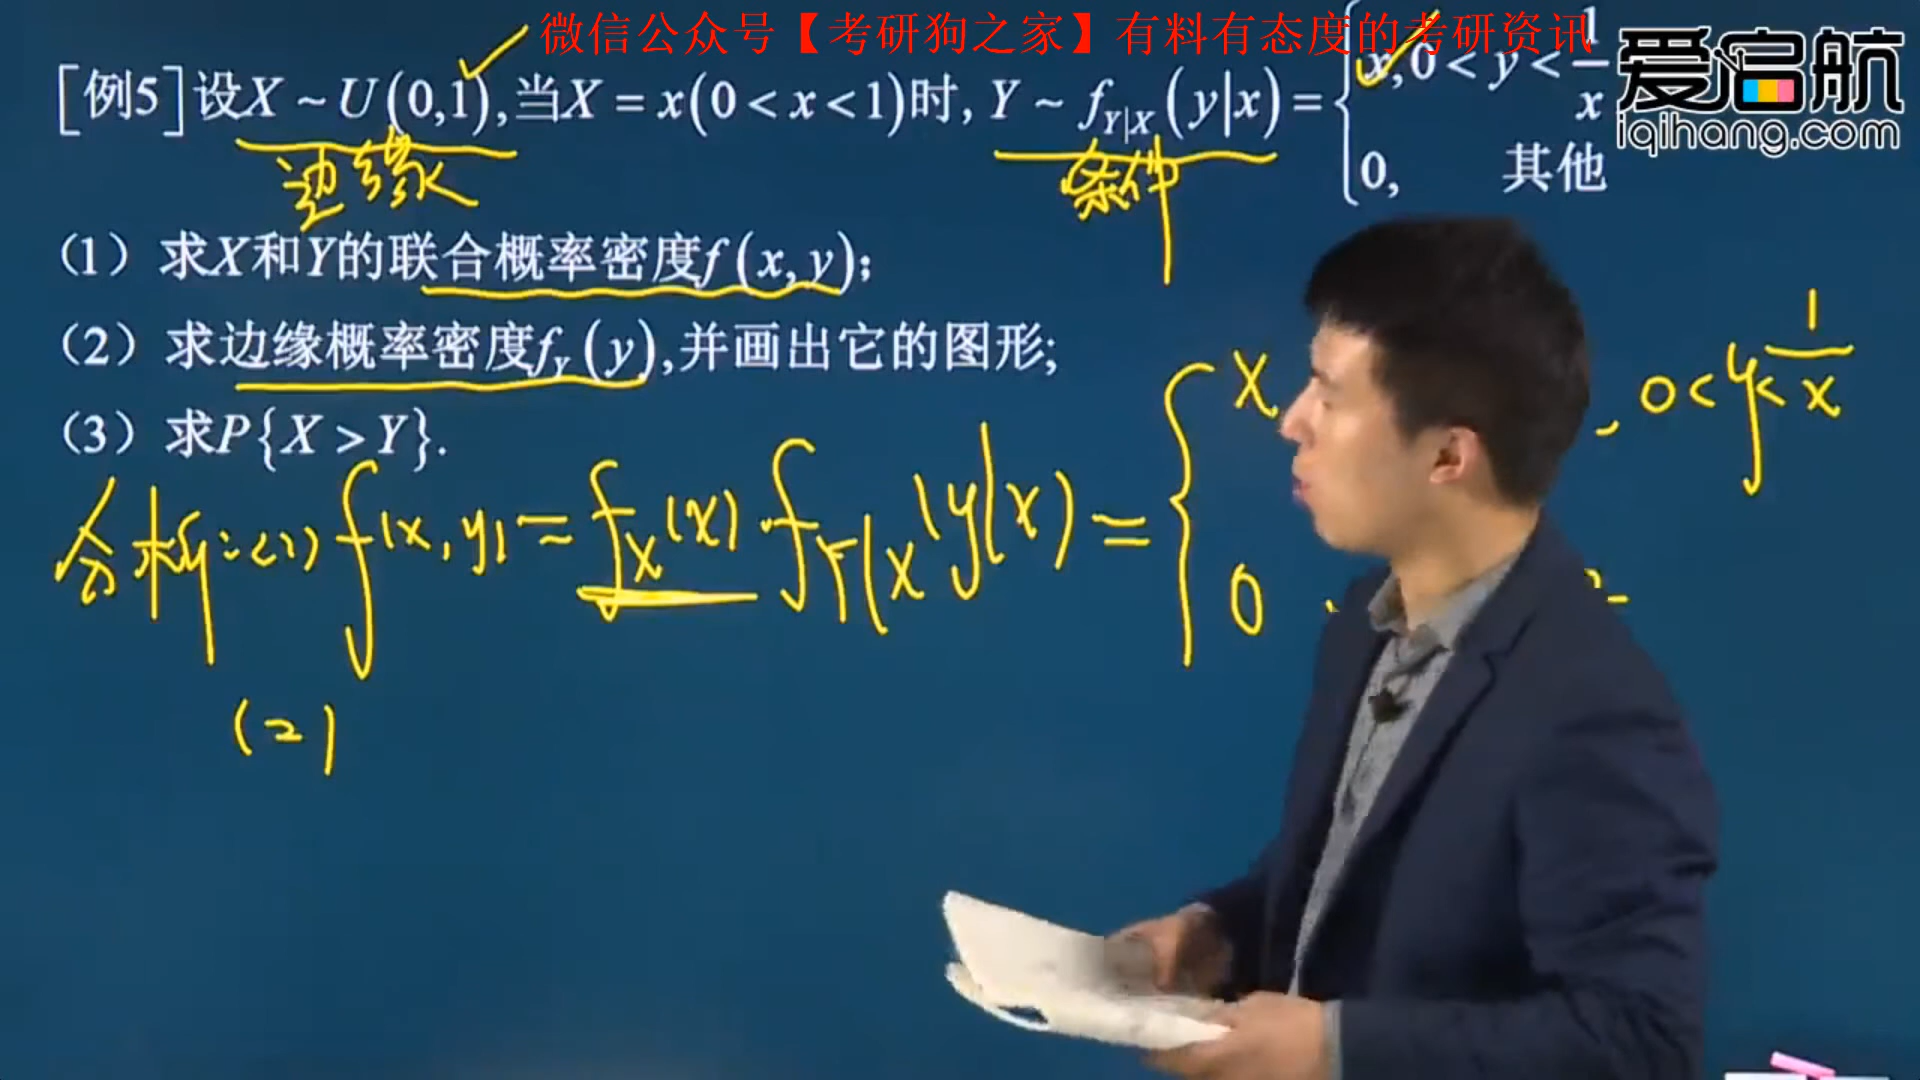 微信公众号【考研狗之家】有料有态度的考研资讯
爱启航
iqihang.com
[例5]设X ~ U(0,1),当X = x(0 < x < 1)时, Y ~ f_{Y|X}(y|x) = { x, 0 < y < 1/x
0, 其他
边缘
条件
(1) 求X和Y的联合概率密度f(x, y);
(2) 求边缘概率密度f_Y(y),并画出它的图形;
(3) 求P{X > Y}.
分析:(1) f(x,y) = f_X(x)·f_{Y|X}(y|x) = { x , 0<y<1/x
0,
(2)